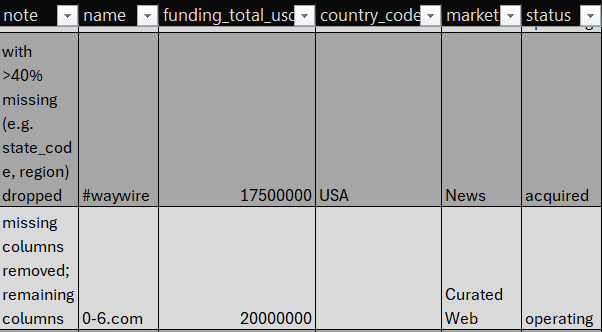 note name funding_total_usd country_code market status
with
>40%
missing
(e.g.
state_cod
e, region)
dropped #waywire 17500000 USA News acquired
missing
columns
removed;
remaining Curated
columns 0-6.com 20000000 Web operating